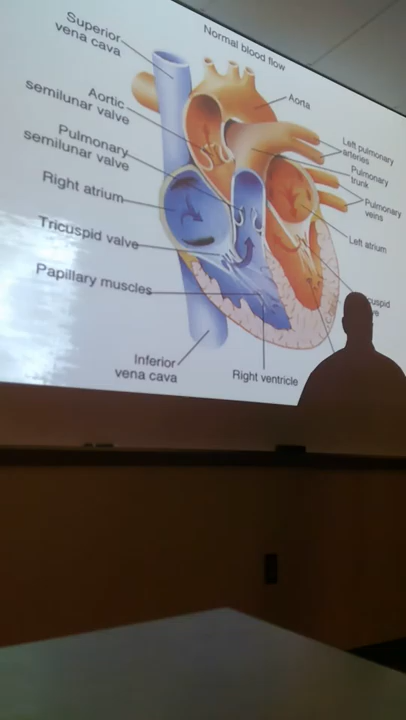 Normal blood flow
Superior
vena cava
Aortic
semilunar valve
Pulmonary
semilunar valve
Right atrium
Tricuspid valve
Papillary muscles
Inferior
vena cava
Right ventricle
Aorta
Left pulmonary
arteries
Pulmonary
trunk
Pulmonary
veins
Left atrium